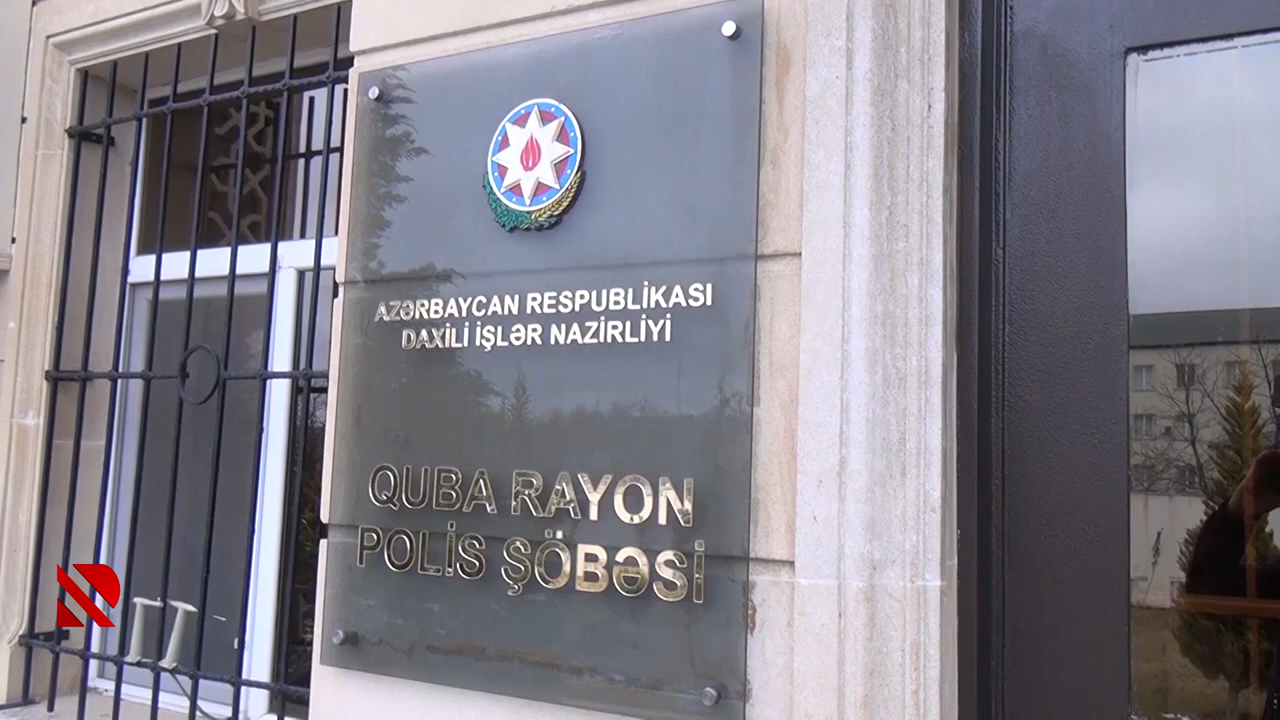 AZƏRBAYCAN RESPUBLİKASI
DAXİLİ İŞLƏR NAZİRLİYİ
QUBA RAYON
POLİS ŞÖBƏSİ